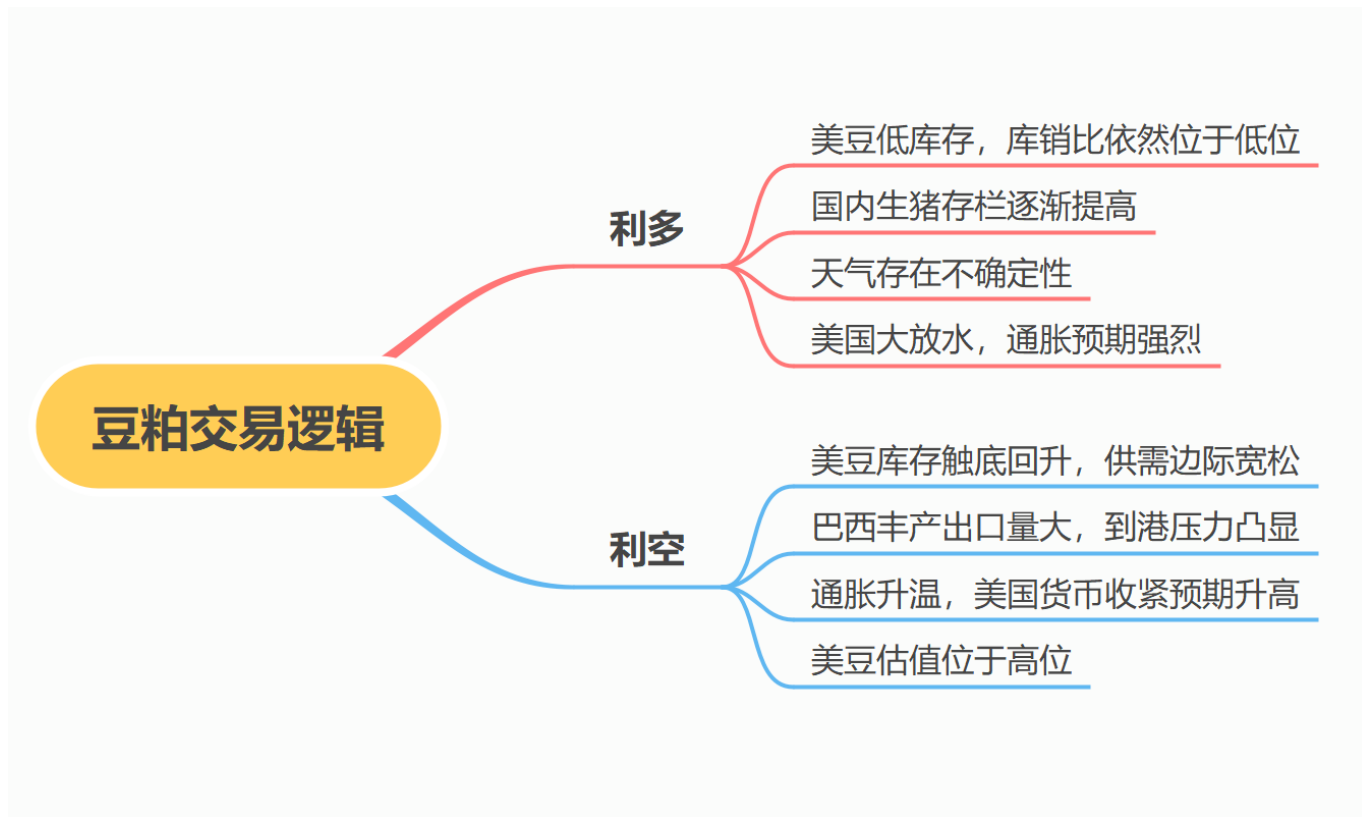 豆粕交易逻辑
利多
美豆低库存，库销比依然位于低位
国内生猪存栏逐渐提高
天气存在不确定性
美国大放水，通胀预期强烈
利空
美豆库存触底回升，供需边际宽松
巴西丰产出口量大，到港压力凸显
通胀升温，美国货币收紧预期升高
美豆估值位于高位